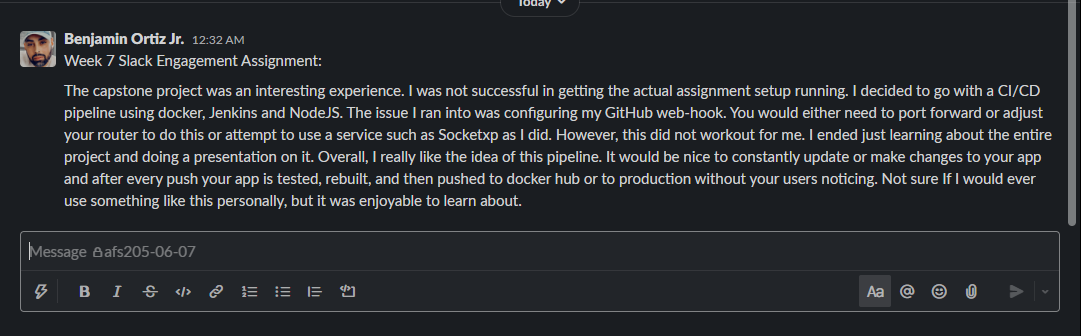 Today
Benjamin Ortiz Jr. 12:32 AM
Week 7 Slack Engagement Assignment:
The capstone project was an interesting experience. I was not successful in getting the actual assignment setup running. I decided to go with a CI/CD
pipeline using docker, Jenkins and NodeJS. The issue I ran into was configuring my GitHub web-hook. You would either need to port forward or adjust
your router to do this or attempt to use a service such as Socketxp as I did. However, this did not workout for me. I ended just learning about the entire
project and doing a presentation on it. Overall, I really like the idea of this pipeline. It would be nice to constantly update or make changes to your app
and after every push your app is tested, rebuilt, and then pushed to docker hub or to production without your users noticing. Not sure If I would ever
use something like this personally, but it was enjoyable to learn about.
Message afs205-06-07
B I S </> Aa @